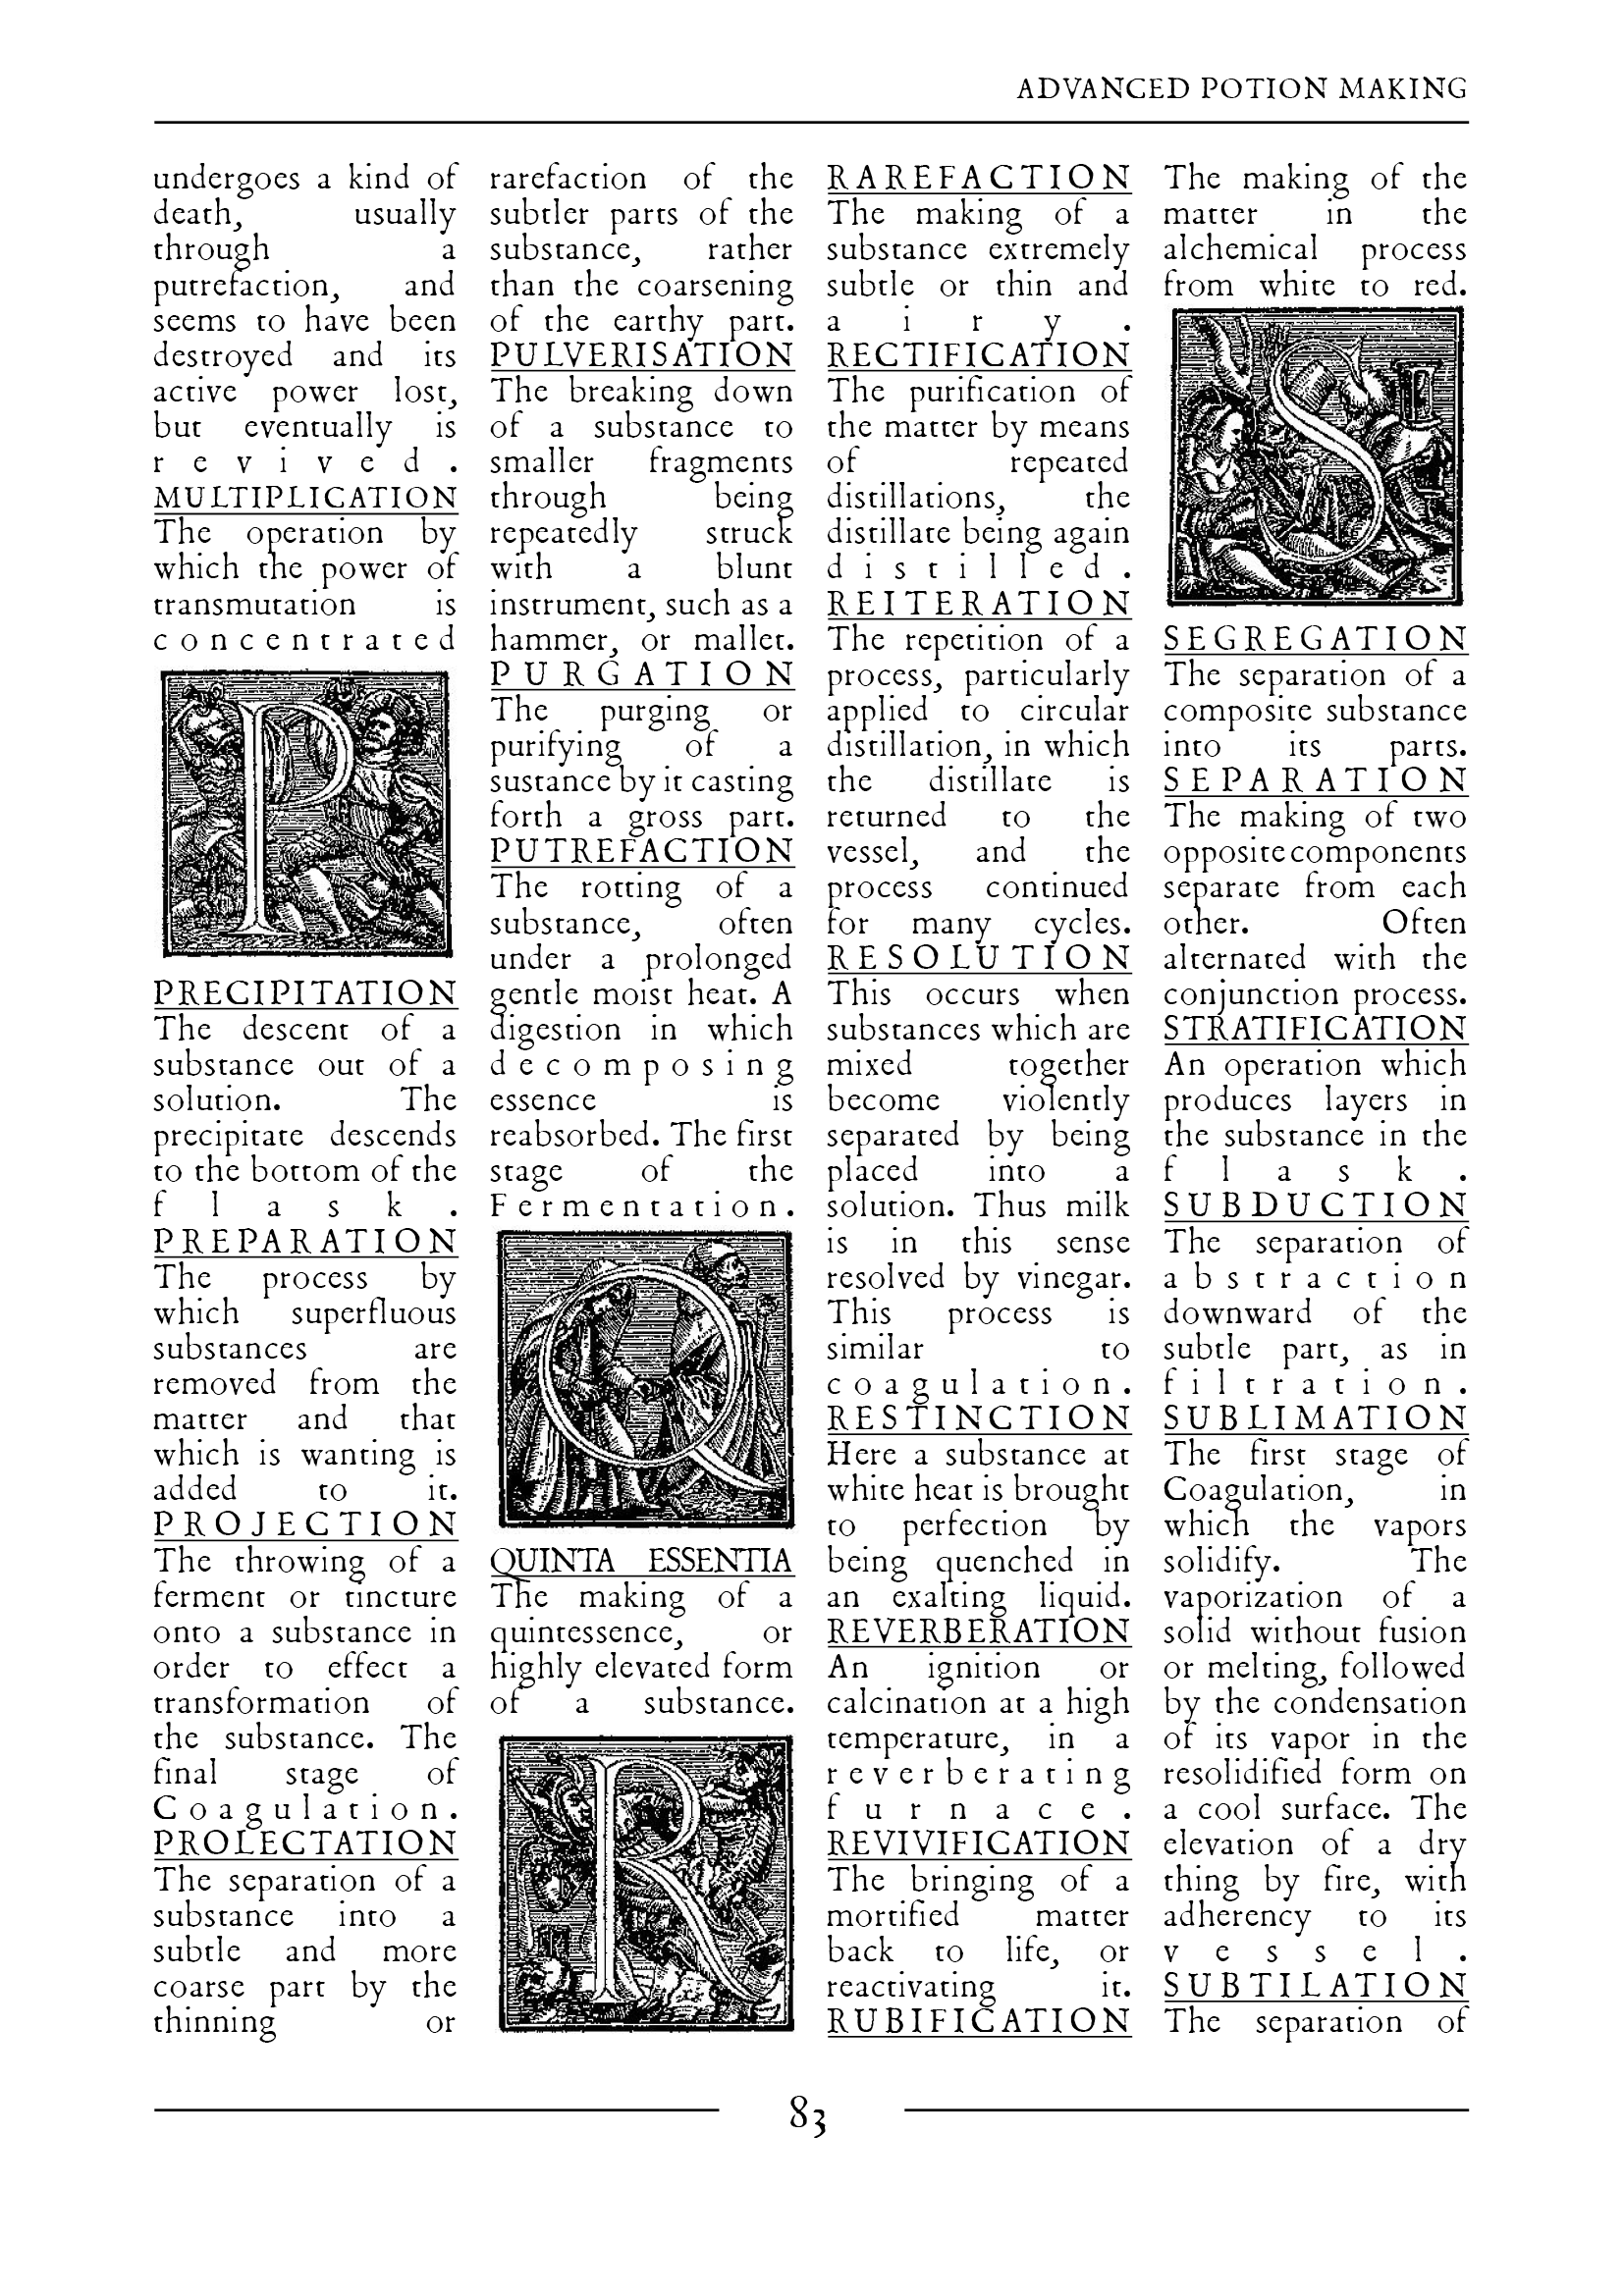 ADVANCED POTION MAKING
undergoes a kind of
death, usually
through a
putrefaction, and
seems to have been
destroyed and its
active power lost,
but eventually is
revived.
MULTIPLICATION
The operation by
which the power of
transmutation is
concentrated
P
PRECIPITATION
The descent of a
substance out of a
solution. The
precipitate descends
to the bottom of the
flask.
PREPARATION
The process by
which superfluous
substances are
removed from the
matter and that
which is wanting is
added to it.
PROJECTION
The throwing of a
ferment or tincture
onto a substance in
order to effect a
transformation of
the substance. The
final stage of
Coagulation.
PROLECTATION
The separation of a
substance into a
subtle and more
coarse part by the
thinning or
rarefaction of the
subtler parts of the
substance, rather
than the coarsening
of the earthy part.
PULVERISATION
The breaking down
of a substance to
smaller fragments
through being
repeatedly struck
with a blunt
instrument, such as a
hammer, or mallet.
PURGATION
The purging or
purifying of a
sustance by it casting
forth a gross part.
PUTREFACTION
The rotting of a
substance, often
under a prolonged
gentle moist heat. A
digestion in which
decomposing
essence is
reabsorbed. The first
stage of the
Fermentation.
Q
QUINTA ESSENTIA
The making of a
quintessence, or
highly elevated form
of a substance.
R
RAREFACTION
The making of a
substance extremely
subtle or thin and
airy.
RECTIFICATION
The purification of
the matter by means
of repeated
distillations, the
distillate being again
distilled.
REITERATION
The repetition of a
process, particularly
applied to circular
distillation, in which
the distillate is
returned to the
vessel, and the
process continued
for many cycles.
RESOLUTION
This occurs when
substances which are
mixed together
become violently
separated by being
placed into a
solution. Thus milk
is in this sense
resolved by vinegar.
This process is
similar to
coagulation.
RESTINCTION
Here a substance at
white heat is brought
to perfection by
being quenched in
an exalting liquid.
REVERBERATION
An ignition or
calcination at a high
temperature, in a
reverberating
furnace.
REVIVIFICATION
The bringing of a
mortified matter
back to life, or
reactivating it.
RUBIFICATION
The making of the
matter in the
alchemical process
from white to red.
S
SEGREGATION
The separation of a
composite substance
into its parts.
SEPARATION
The making of two
opposite components
separate from each
other. Often
alternated with the
conjunction process.
STRATIFICATION
An operation which
produces layers in
the substance in the
flask.
SUBDUCTION
The separation of
abstraction
downward of the
subtle part, as in
filtration.
SUBLIMATION
The first stage of
Coagulation, in
which the vapors
solidify. The
vaporization of a
solid without fusion
or melting, followed
by the condensation
of its vapor in the
resolidified form on
a cool surface. The
elevation of a dry
thing by fire, with
adherency to its
vessel.
SUBTILATION
The separation of
83